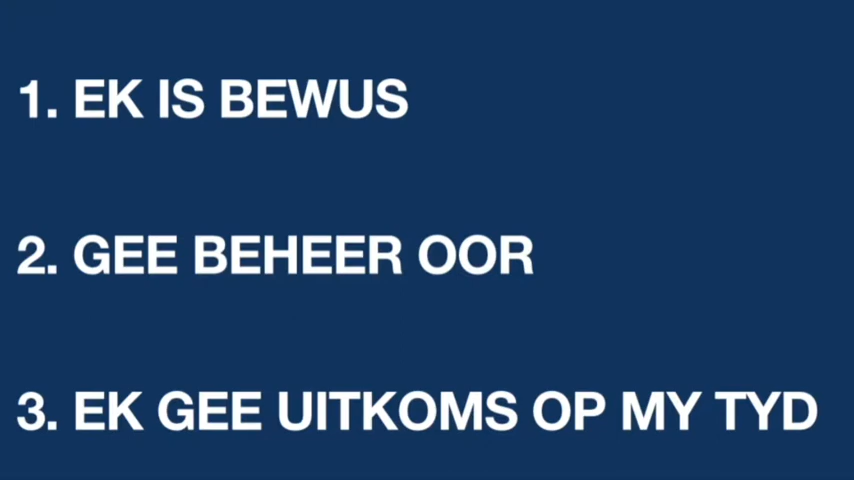 1. EK IS BEWUS
2. GEE BEHEER OOR
3. EK GEE UITKOMS OP MY TYD